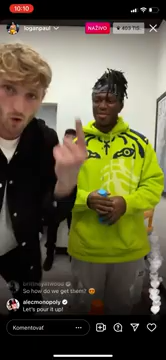 10:10
loganpaul
NAŽIVO
403 TIS.
So how do we get them? 😍
alecmonopoly
Let's pour it up!
Komentovať